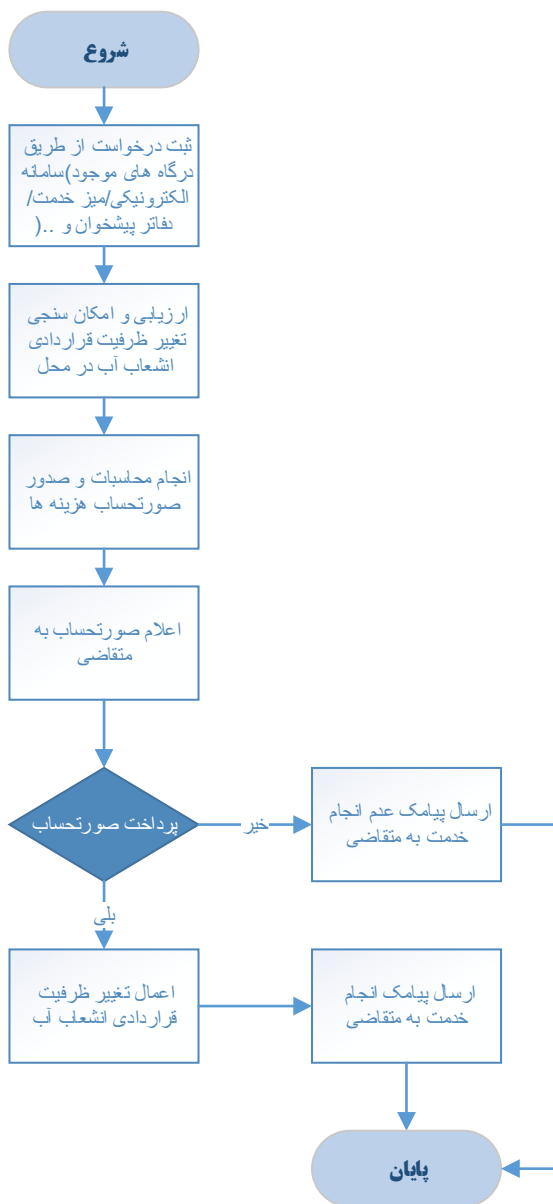 شروع
ثبت درخواست از طریق
درگاه های موجود)سامانه
الکترونیکی/میز خدمت/
دفاتر پیشخوان و ..(
ارزیابی و امکان سنجی
تغییر ظرفیت قراردادی
انشعاب آب در محل
انجام محاسبات و صدور
صورتحساب هزینه ها
اعلام صورتحساب به
متقاضی
پرداخت صورتحساب
خیر
ارسال پیامک عدم انجام
خدمت به متقاضی
بلی
اعمال تغییر ظرفیت
قراردادی انشعاب آب
ارسال پیامک انجام
خدمت به متقاضی
پایان